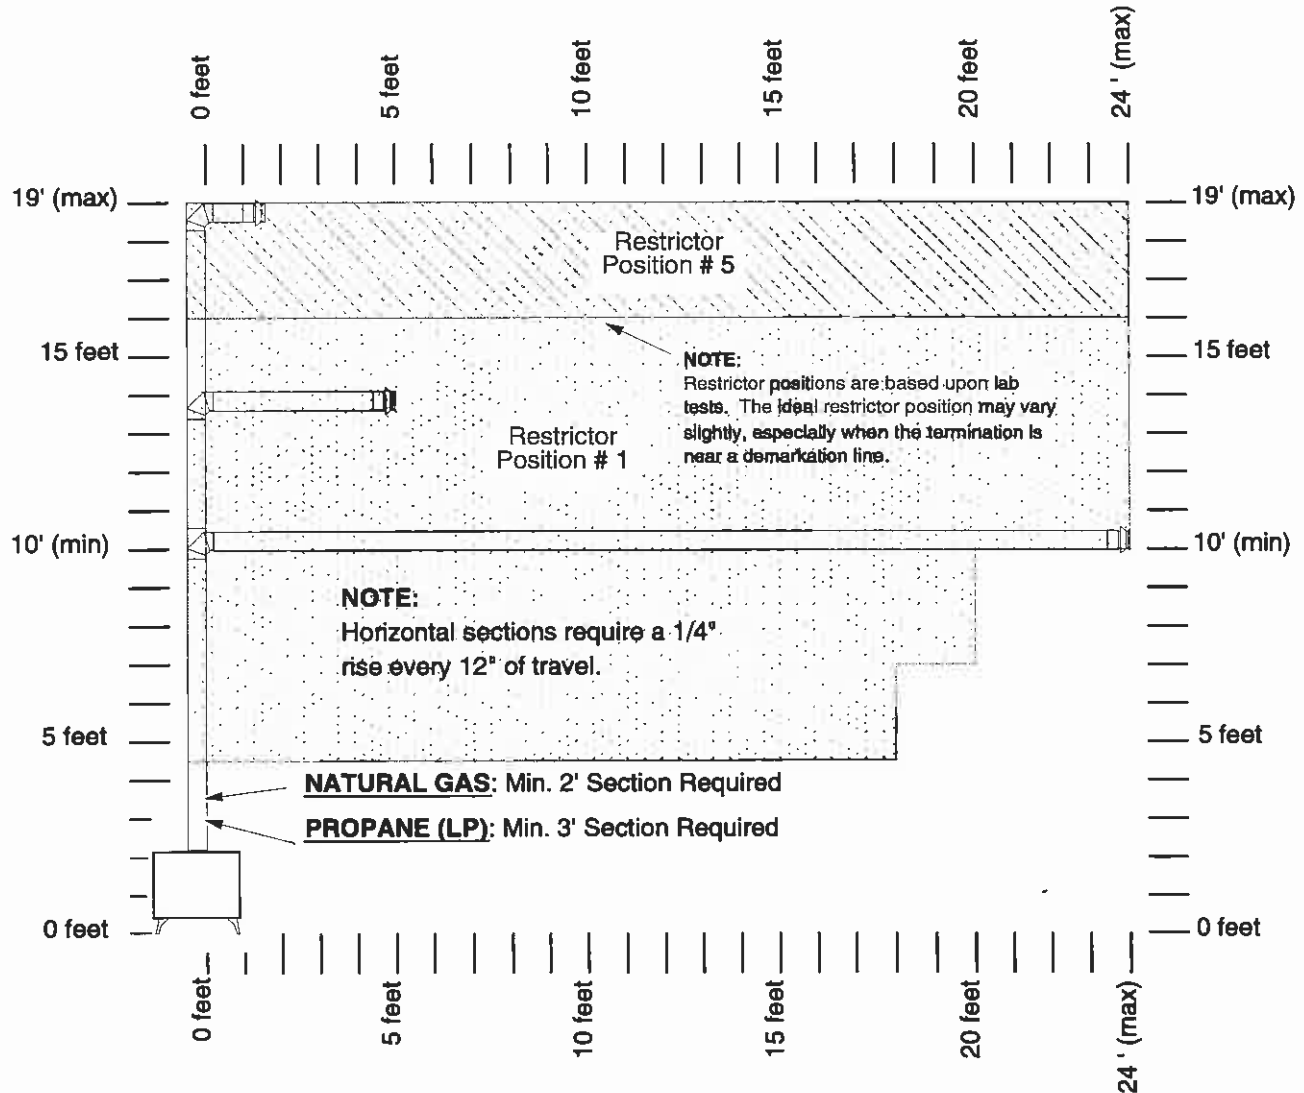 0 feet
5 feet
10 feet
15 feet
20 feet
24 ' (max)
19' (max)
19' (max)
Restrictor
Position # 5
15 feet
15 feet
NOTE:
Restrictor positions are based upon lab
tests. The ideal restrictor position may vary
slightly, especially when the termination is
near a demarkation line.
Restrictor
Position # 1
10' (min)
10' (min)
NOTE:
Horizontal sections require a 1/4"
rise every 12" of travel.
5 feet
5 feet
NATURAL GAS: Min. 2' Section Required
PROPANE (LP): Min. 3' Section Required
0 feet
0 feet
0 feet
5 feet
10 feet
15 feet
20 feet
24 ' (max)